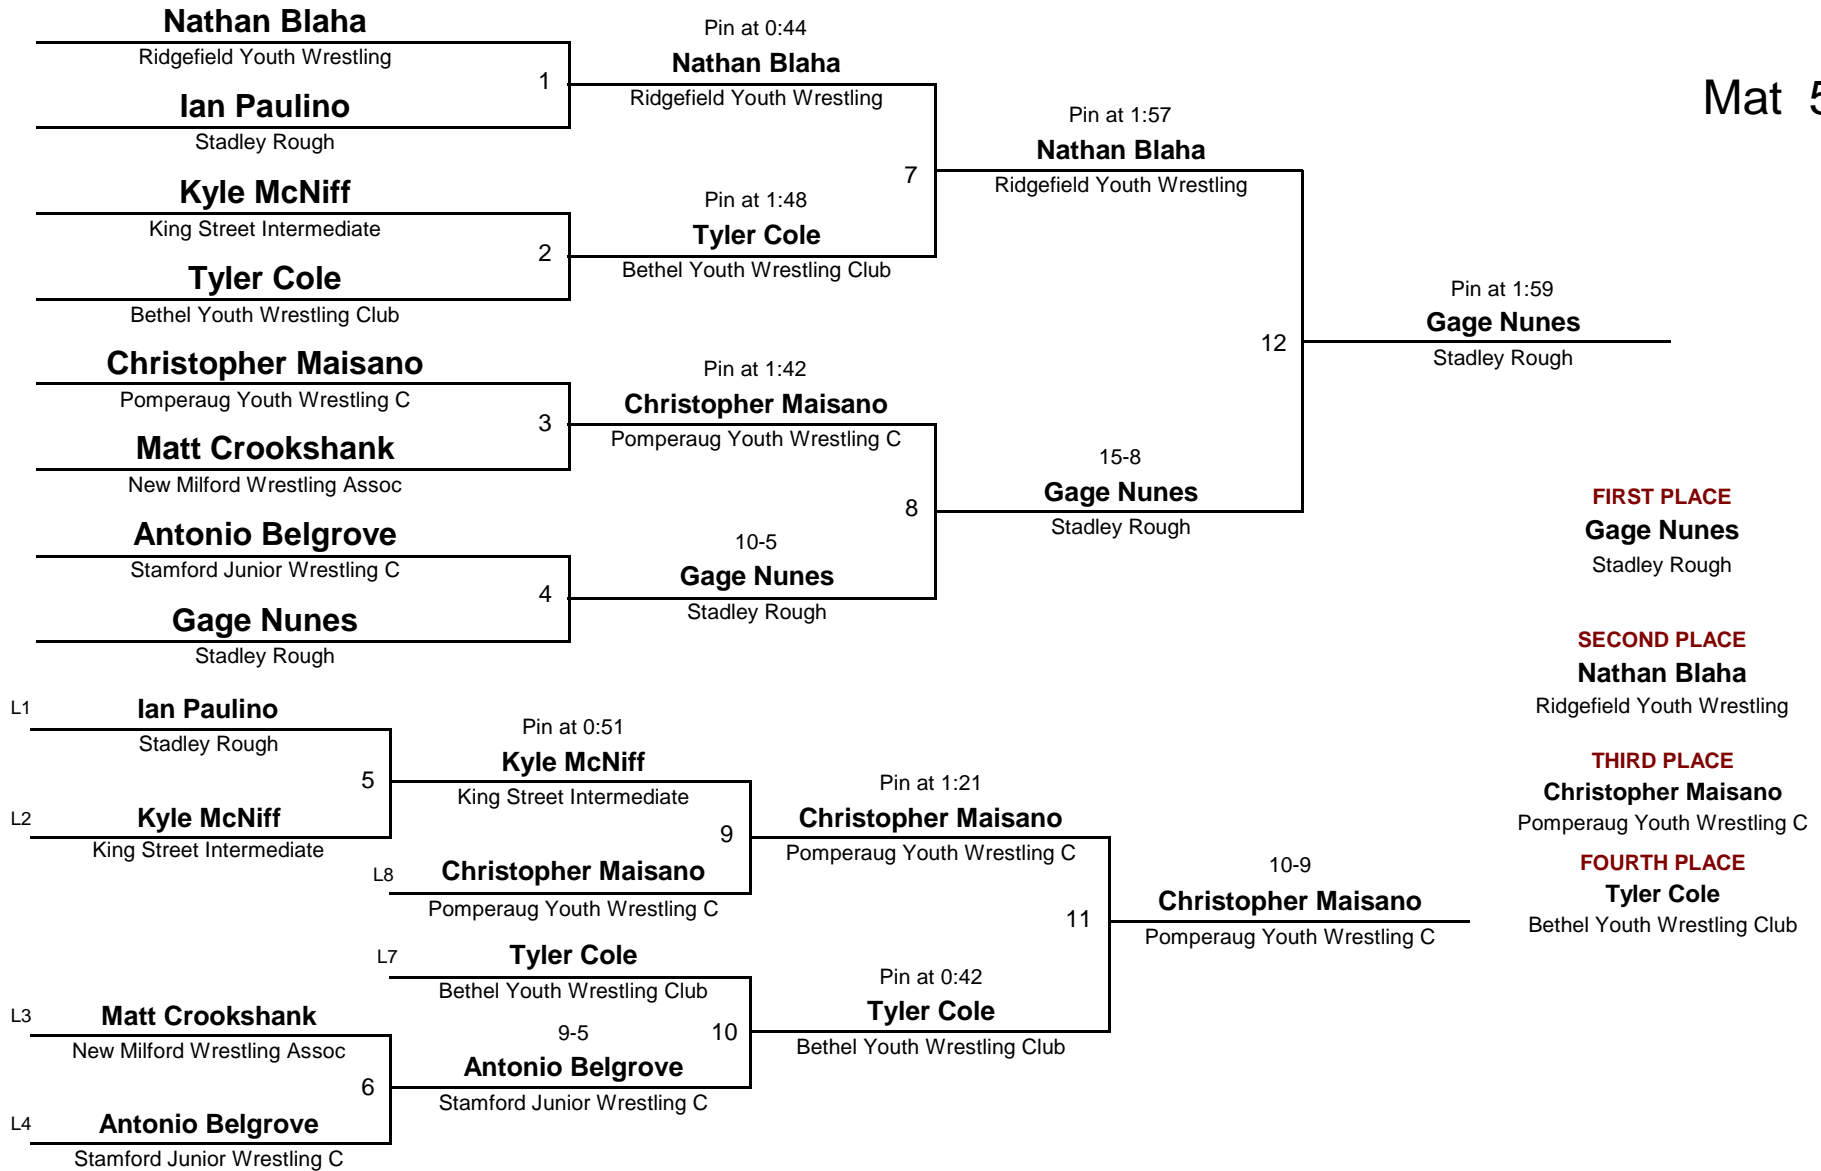 Nathan Blaha
Ridgefield Youth Wrestling
1
Ian Paulino
Stadley Rough
Kyle McNiff
King Street Intermediate
2
Tyler Cole
Bethel Youth Wrestling Club
Christopher Maisano
Pomperaug Youth Wrestling C
3
Matt Crookshank
New Milford Wrestling Assoc
Antonio Belgrove
Stamford Junior Wrestling C
4
Gage Nunes
Stadley Rough
Pin at 0:44
Nathan Blaha
Ridgefield Youth Wrestling
7
Pin at 1:48
Tyler Cole
Bethel Youth Wrestling Club
Pin at 1:42
Christopher Maisano
Pomperaug Youth Wrestling C
8
10-5
Gage Nunes
Stadley Rough
Pin at 1:57
Nathan Blaha
Ridgefield Youth Wrestling
12
15-8
Gage Nunes
Stadley Rough
Pin at 1:59
Gage Nunes
Stadley Rough
Mat 5
L1 Ian Paulino
Stadley Rough
5
L2 Kyle McNiff
King Street Intermediate
L3 Matt Crookshank
New Milford Wrestling Assoc
6
L4 Antonio Belgrove
Stamford Junior Wrestling C
Pin at 0:51
Kyle McNiff
King Street Intermediate
9
L8 Christopher Maisano
Pomperaug Youth Wrestling C
L7 Tyler Cole
Bethel Youth Wrestling Club
10
9-5
Antonio Belgrove
Stamford Junior Wrestling C
Pin at 1:21
Christopher Maisano
Pomperaug Youth Wrestling C
11
Pin at 0:42
Tyler Cole
Bethel Youth Wrestling Club
10-9
Christopher Maisano
Pomperaug Youth Wrestling C
FIRST PLACE
Gage Nunes
Stadley Rough
SECOND PLACE
Nathan Blaha
Ridgefield Youth Wrestling
THIRD PLACE
Christopher Maisano
Pomperaug Youth Wrestling C
FOURTH PLACE
Tyler Cole
Bethel Youth Wrestling Club